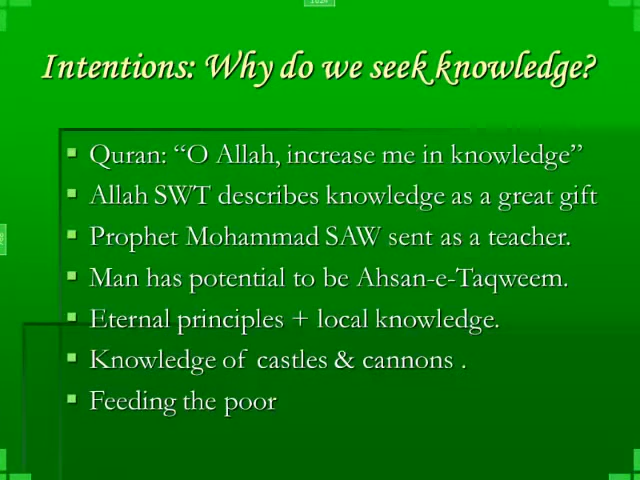 Intentions: Why do we seek knowledge?
Quran: “O Allah, increase me in knowledge”
Allah SWT describes knowledge as a great gift
Prophet Mohammad SAW sent as a teacher.
Man has potential to be Ahsan-e-Taqweem.
Eternal principles + local knowledge.
Knowledge of castles & cannons .
Feeding the poor